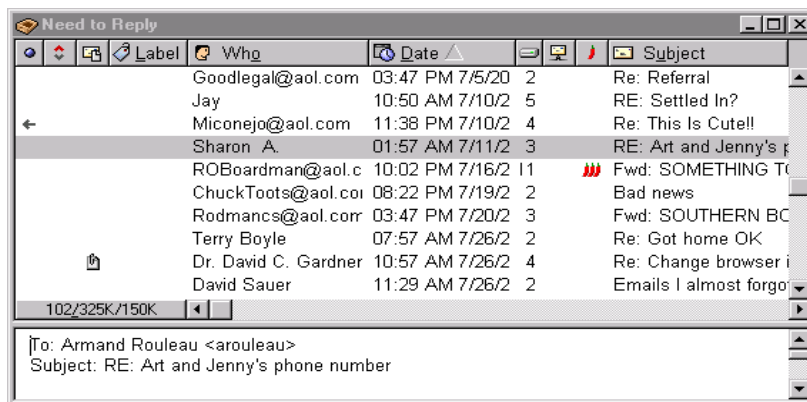 Need to Reply
Label Who Date Subject
Goodlegal@aol.com 03:47 PM 7/5/20 2 Re: Referral
Jay 10:50 AM 7/10/2 5 RE: Settled In?
Miconejo@aol.com 11:38 PM 7/10/2 4 Re: This Is Cute!!
Sharon A. 01:57 AM 7/11/2 3 RE: Art and Jenny's p
ROBoardman@aol.c 10:02 PM 7/16/2 11 Fwd: SOMETHING TO
ChuckToots@aol.coi 08:22 PM 7/19/2 2 Bad news
Rodmancs@aol.com 03:47 PM 7/20/2 3 Fwd: SOUTHERN BO
Terry Boyle 07:57 AM 7/26/2 2 Re: Got home OK
Dr. David C. Gardner 10:57 AM 7/26/2 4 Re: Change browser i
David Sauer 11:29 AM 7/26/2 2 Emails I almost forgo
102/325K/150K
To: Armand Rouleau <arouleau>
Subject: RE: Art and Jenny's phone number